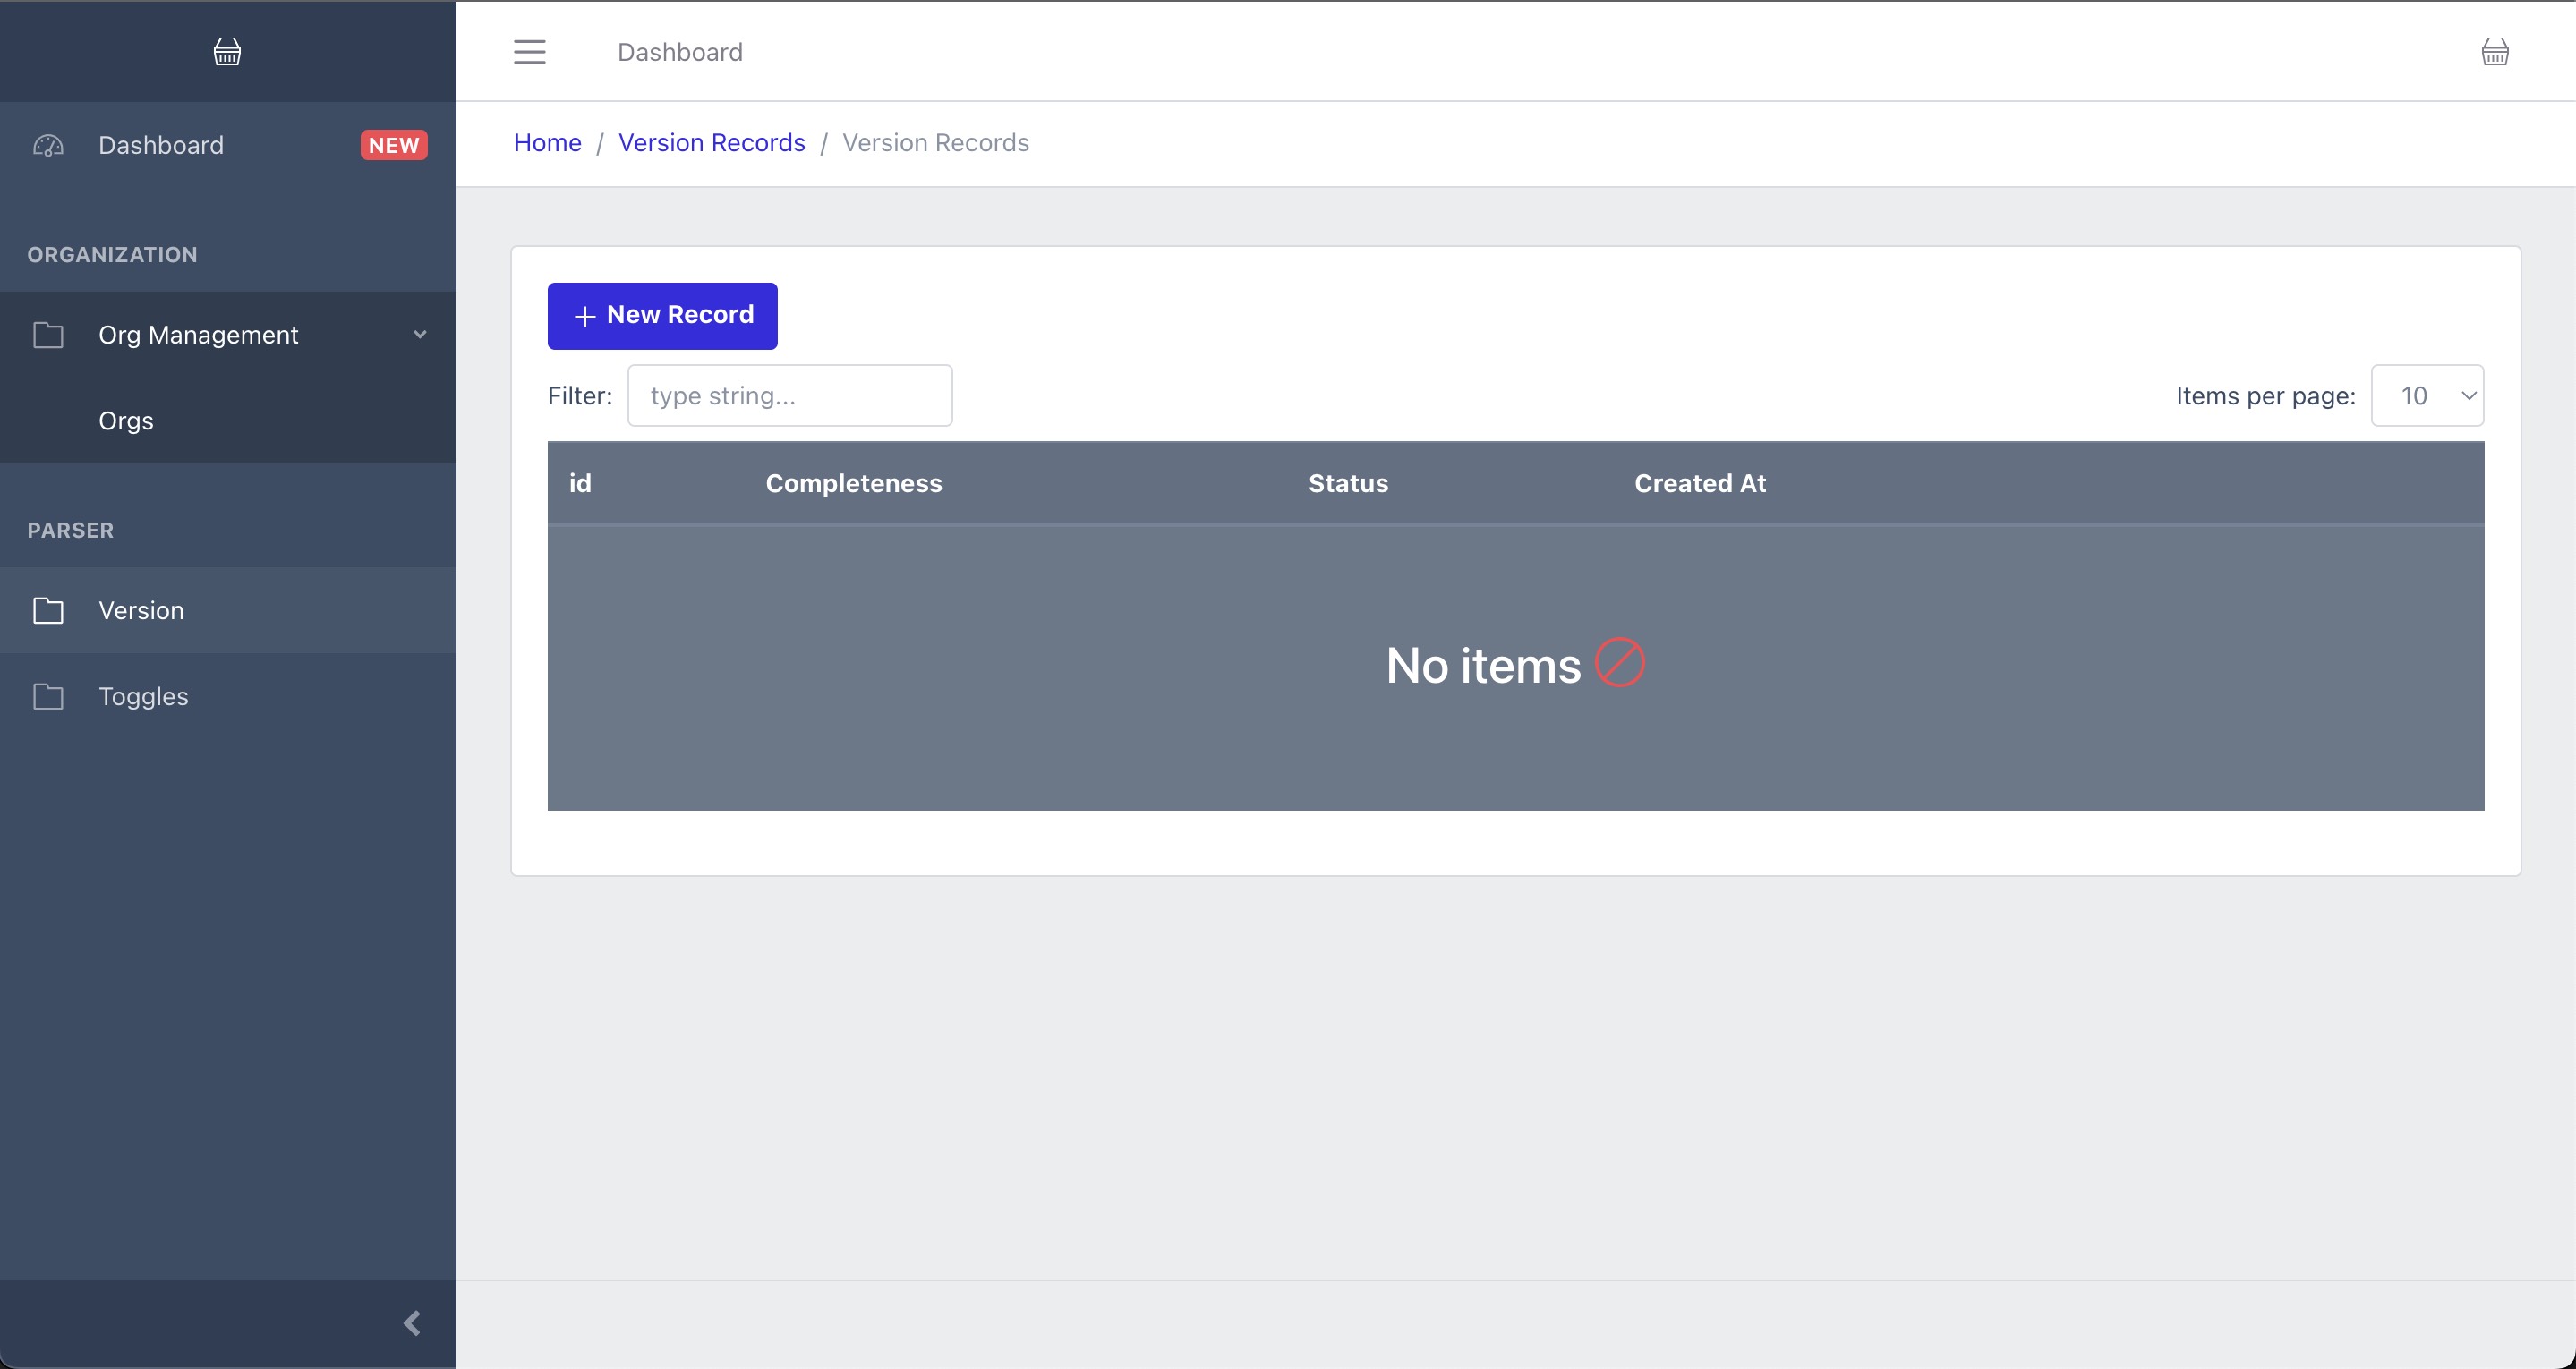 Dashboard
Dashboard NEW
Home / Version Records / Version Records
ORGANIZATION
Org Management
Orgs
PARSER
Version
Toggles
New Record
Filter: type string... Items per page: 10
id Completeness Status Created At
No items